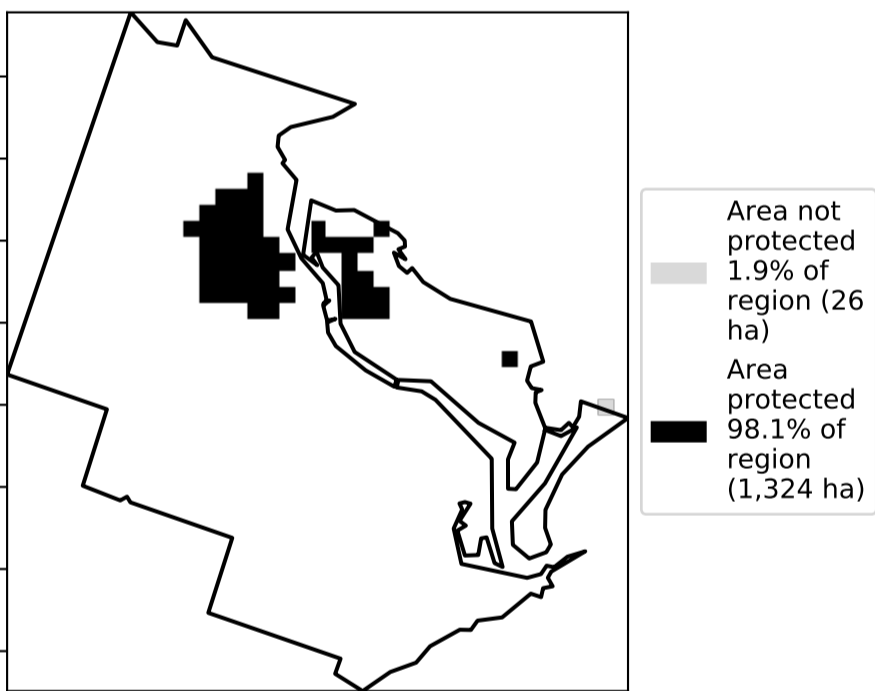 Area not
protected
1.9% of
region (26
ha)
Area
protected
98.1% of
region
(1,324 ha)